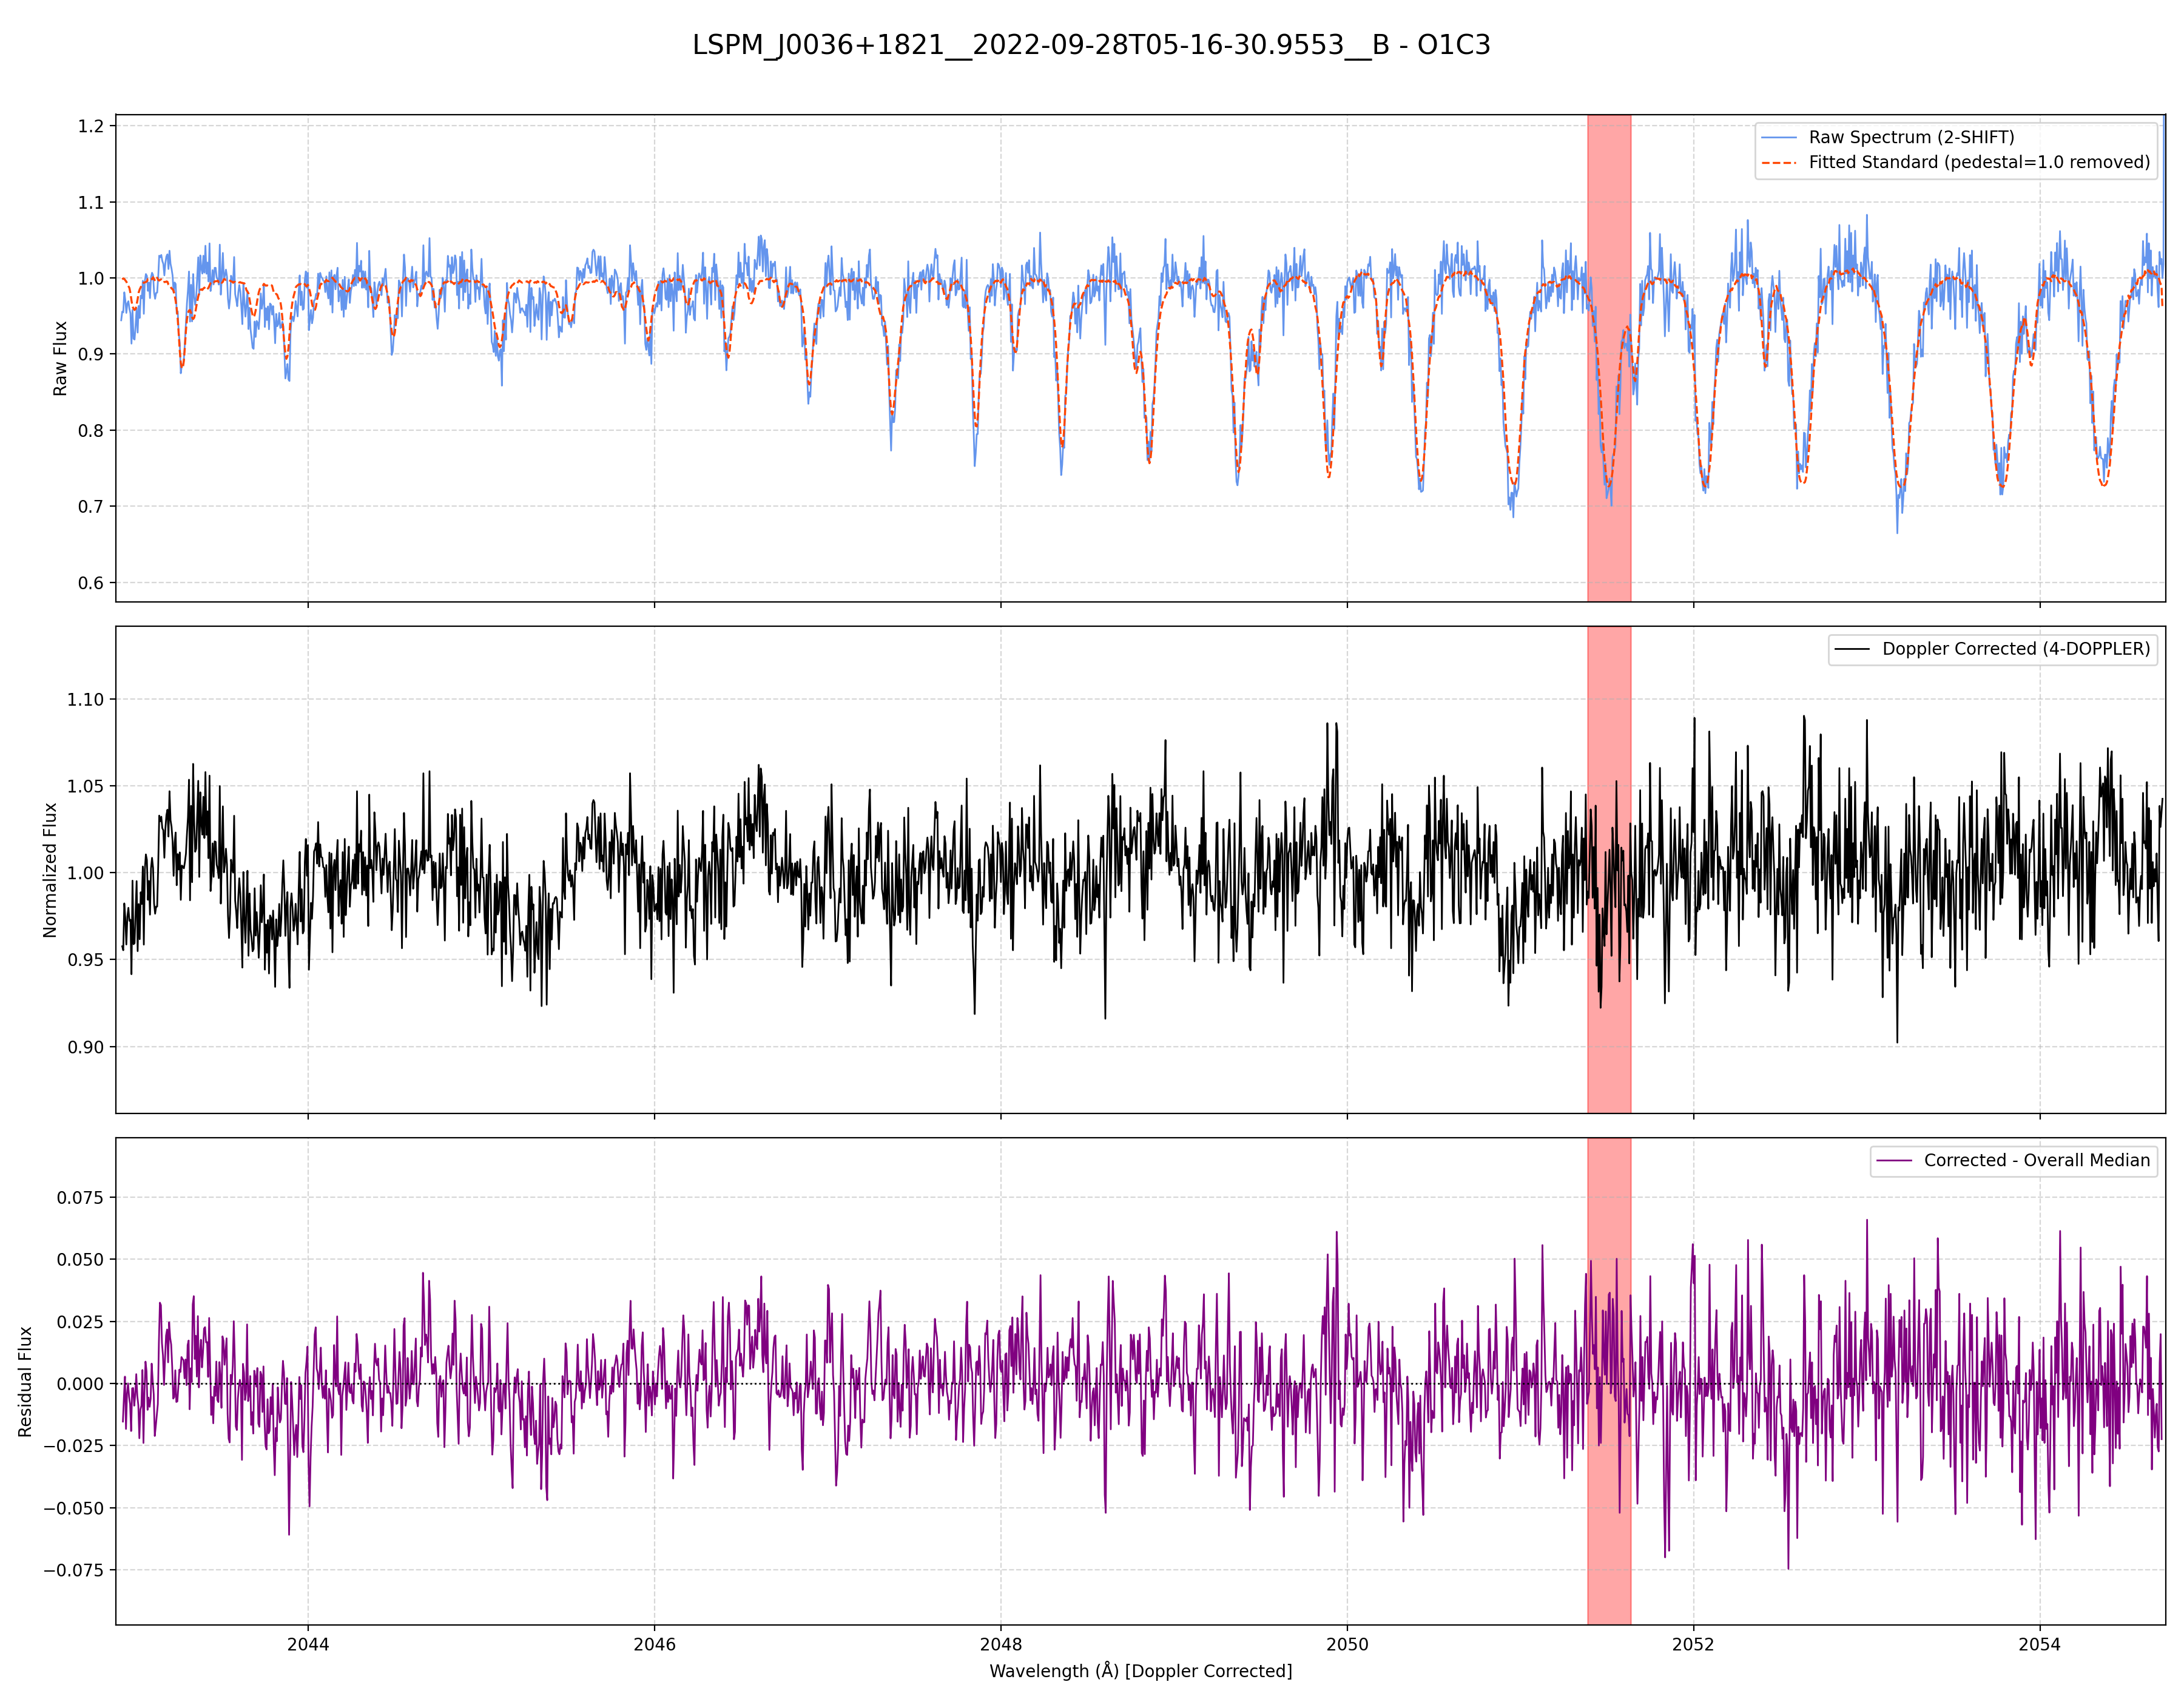 LSPM_J0036+1821__2022-09-28T05-16-30.9553__B - O1C3
Raw Spectrum (2-SHIFT)
Fitted Standard (pedestal=1.0 removed)
Raw Flux
1.2
1.1
1.0
0.9
0.8
0.7
0.6
Doppler Corrected (4-DOPPLER)
Normalized Flux
1.10
1.05
1.00
0.95
0.90
Corrected - Overall Median
Residual Flux
0.075
0.050
0.025
0.000
−0.025
−0.050
−0.075
2044 2046 2048 2050 2052 2054
Wavelength (Å) [Doppler Corrected]